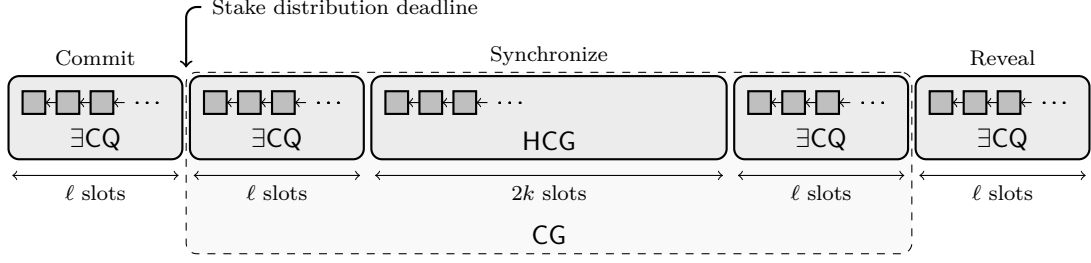 Stake distribution deadline
Commit
Synchronize
Reveal
· · ·
· · ·
· · ·
· · ·
· · ·
∃CQ
∃CQ
HCG
∃CQ
∃CQ
ℓ slots
ℓ slots
2k slots
ℓ slots
ℓ slots
CG